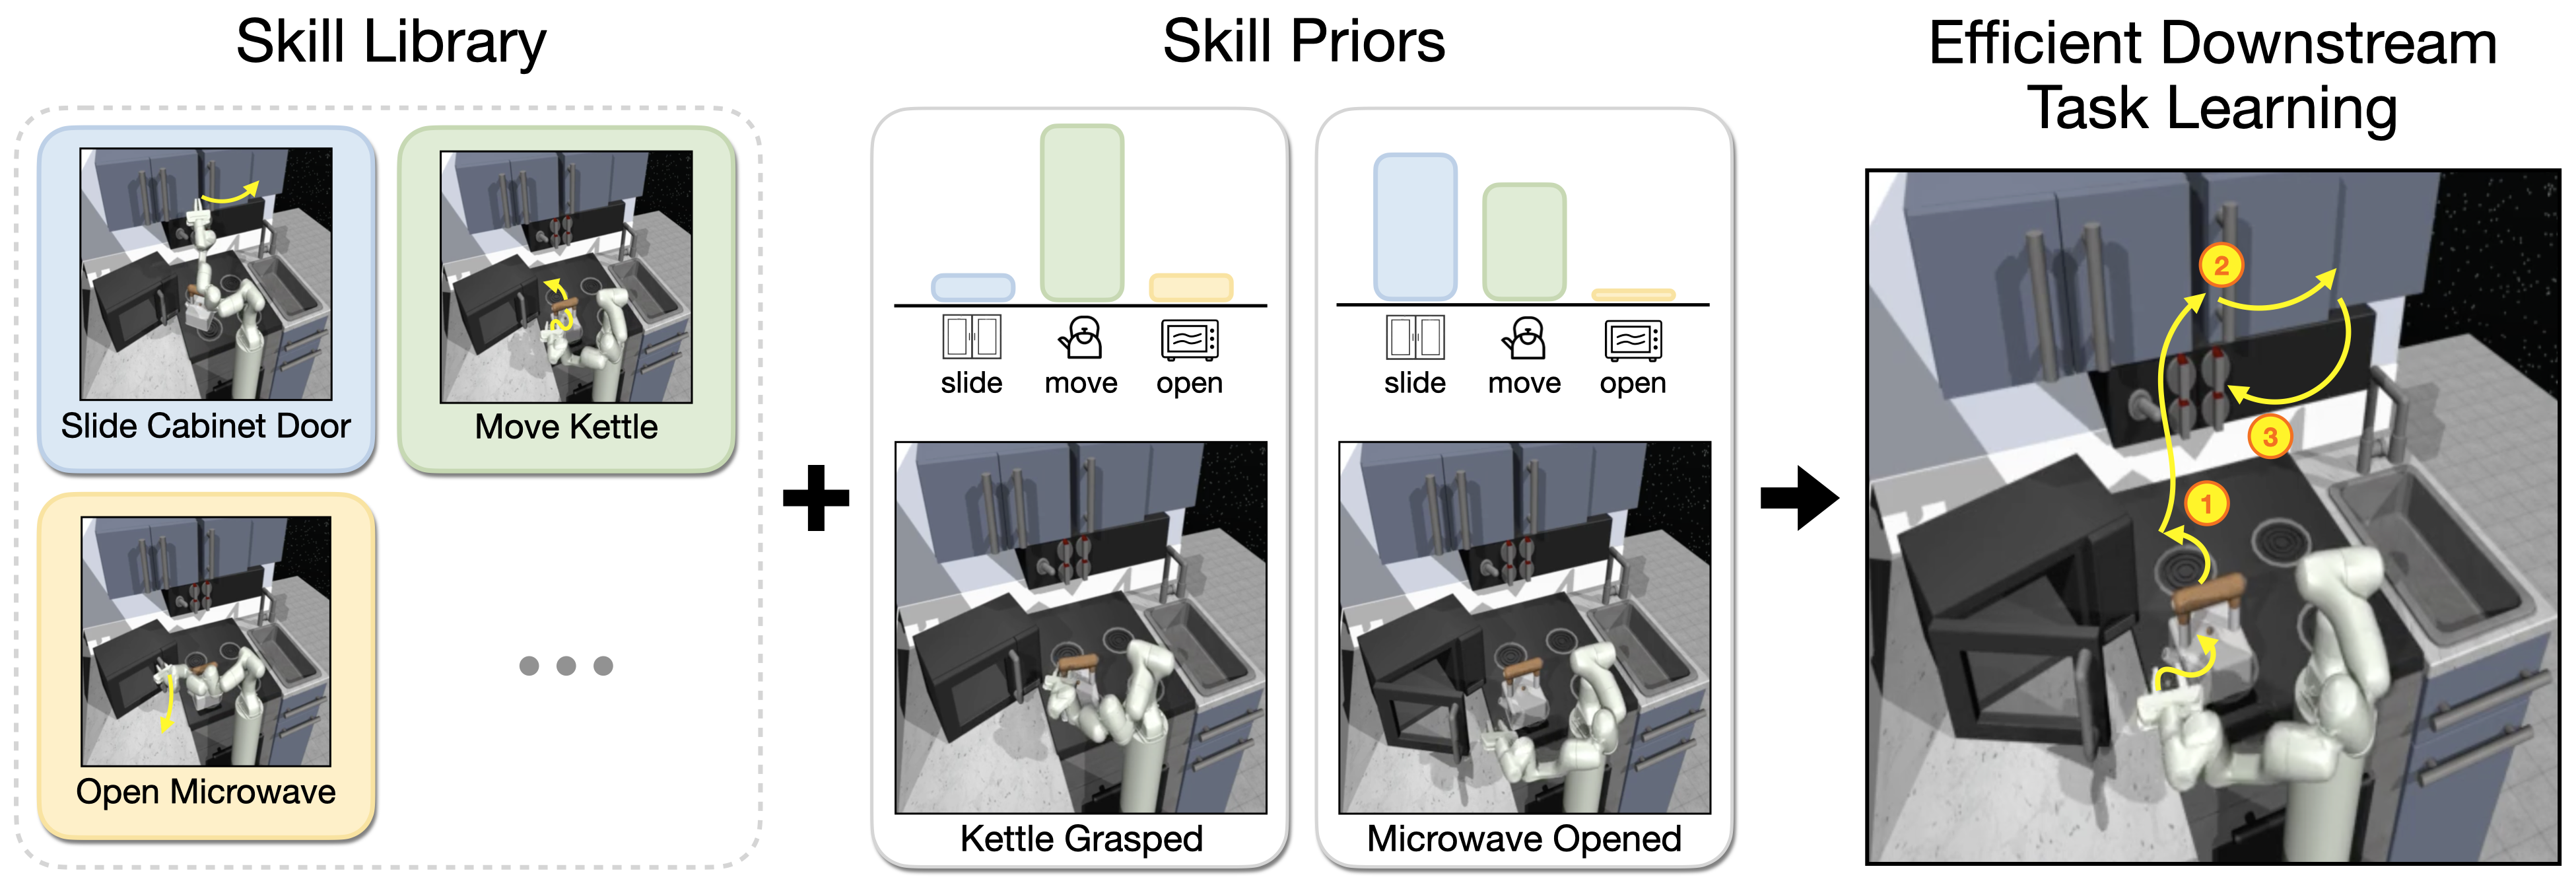 Skill Library
Slide Cabinet Door
Move Kettle
Open Microwave
Skill Priors
slide
move
open
Kettle Grasped
slide
move
open
Microwave Opened
Efficient Downstream
Task Learning
2
3
1